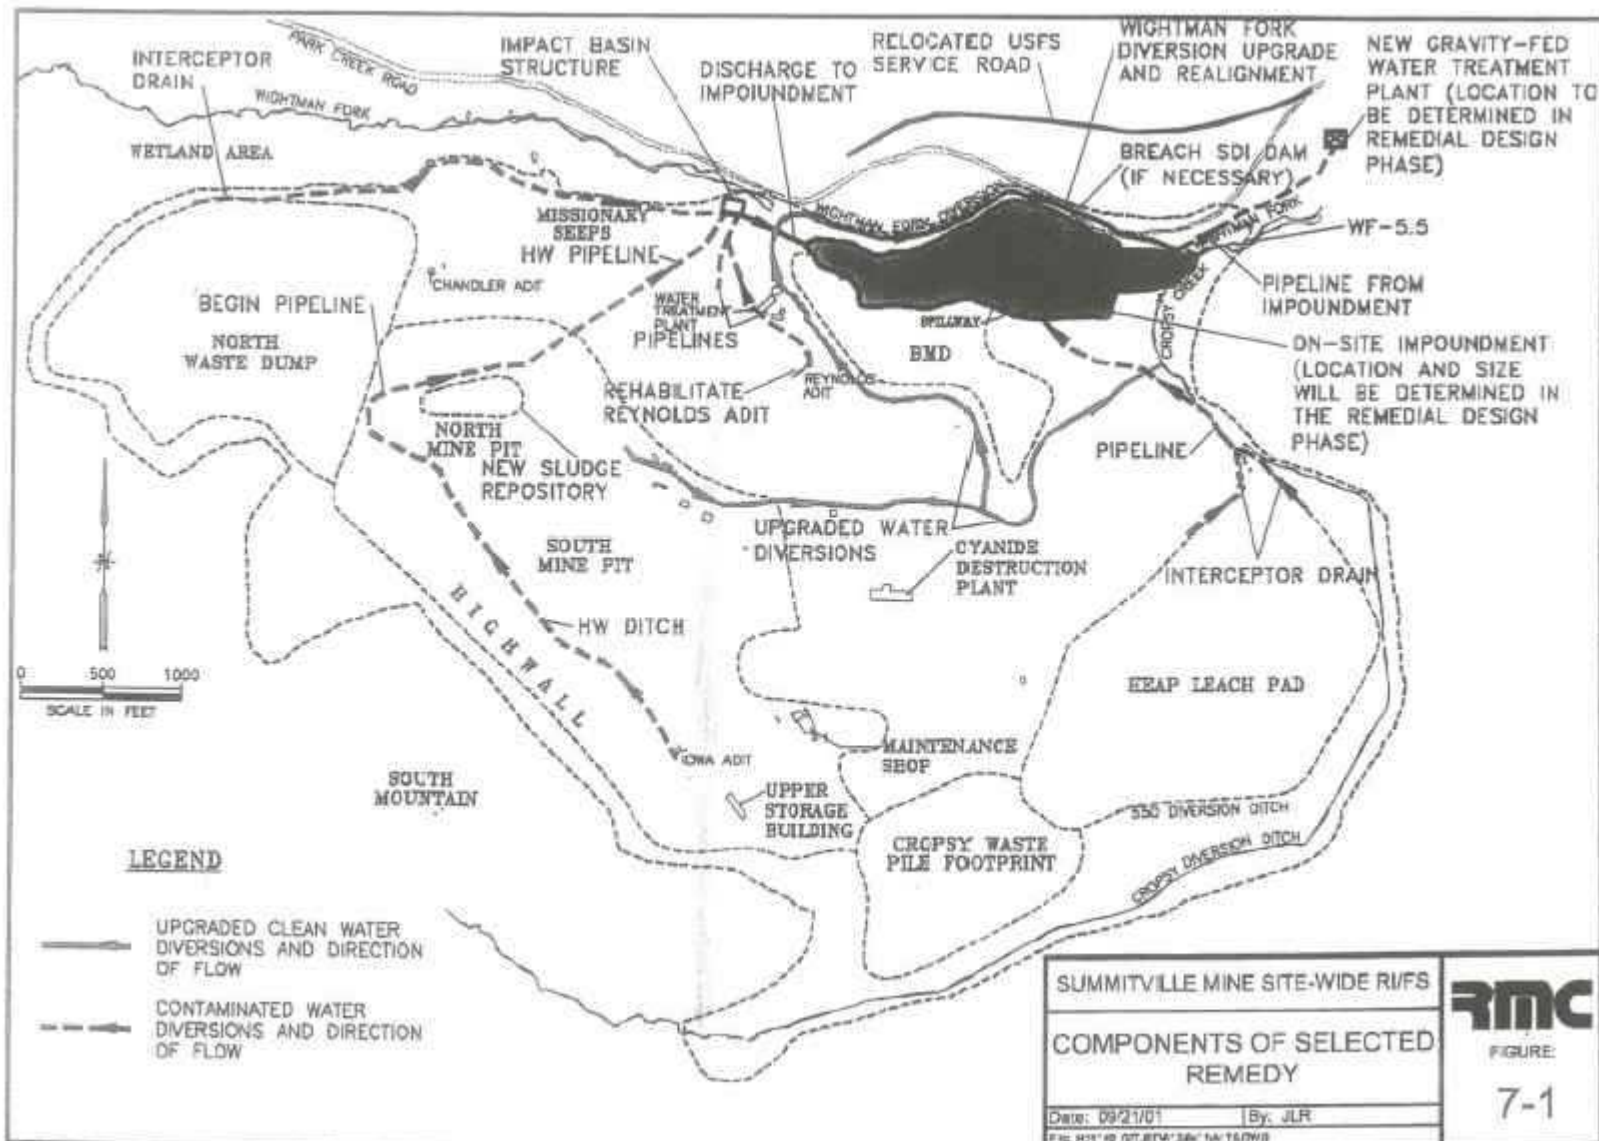 INTERCEPTOR
DRAIN
PARK CREEK ROAD
WIGHTMAN FORK
WETLAND AREA
IMPACT BASIN
STRUCTURE
DISCHARGE TO
IMPOIUNDMENT
RELOCATED USFS
SERVICE ROAD
WIGHTMAN FORK
DIVERSION UPGRADE
AND REALIGNMENT
NEW GRAVITY-FED
WATER TREATMENT
PLANT (LOCATION TO
BE DETERMINED IN
REMEDIAL DESIGN
PHASE)
BREACH SDI DAM
(IF NECESSARY)
WIGHTMAN FORK DIVERSION
WIGHTMAN FORK
WF-5.5
MISSIONARY
SEEPS
HW PIPELINE
CHANDLER ADIT
BEGIN PIPELINE
NORTH
WASTE DUMP
WATER
TREATMENT
PLANT
PIPELINES
SPILLWAY
BMD
CROPSY CREEK
PIPELINE FROM
IMPOUNDMENT
ON-SITE IMPOUNDMENT
(LOCATION AND SIZE
WILL BE DETERMINED IN
THE REMEDIAL DESIGN
PHASE)
REHABILITATE
REYNOLDS ADIT
REYNOLDS
ADIT
NORTH
MINE PIT
NEW SLUDGE
REPOSITORY
PIPELINE
UPGRADED WATER
DIVERSIONS
SOUTH
MINE PIT
CYANIDE
DESTRUCTION
PLANT
INTERCEPTOR DRAIN
HIGHWALL
HW DITCH
HEAP LEACH PAD
0 500 1000
SCALE IN FEET
IOWA ADIT
MAINTENANCE
SHOP
SOUTH
MOUNTAIN
UPPER
STORAGE
BUILDING
550 DIVERSION DITCH
CROPSY WASTE
PILE FOOTPRINT
CROPSY DIVERSION DITCH
LEGEND
UPGRADED CLEAN WATER
DIVERSIONS AND DIRECTION
OF FLOW
CONTAMINATED WATER
DIVERSIONS AND DIRECTION
OF FLOW
SUMMITVILLE MINE SITE-WIDE RI/FS
COMPONENTS OF SELECTED
REMEDY
Date: 09/21/01 By: JLR
RMC
FIGURE:
7-1